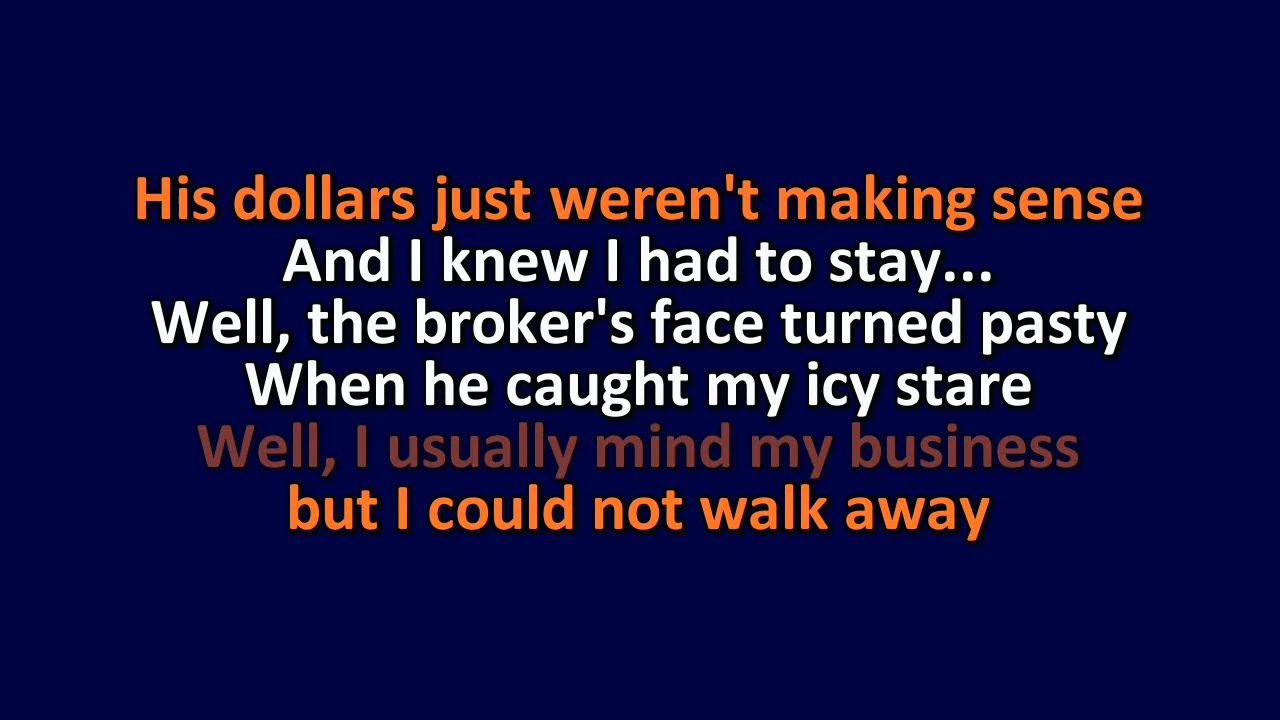 His dollars just weren't making sense
And I knew I had to stay...
Well, the broker's face turned pasty
When he caught my icy stare
Well, I usually mind my business
but I could not walk away